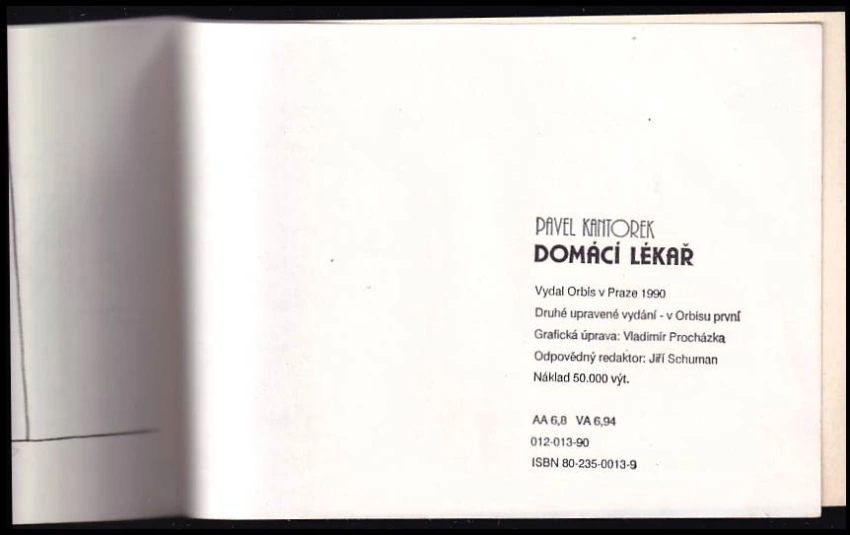 PAVEL KANTOREK
DOMÁCÍ LÉKAŘ
Vydal Orbis v Praze 1990
Druhé upravené vydání - v Orbisu první
Grafická úprava: Vladimír Procházka
Odpovědný redaktor: Jiří Schuman
Náklad 50.000 výt.
AA 6,8 VA 6,94
012-013-90
ISBN 80-235-0013-9